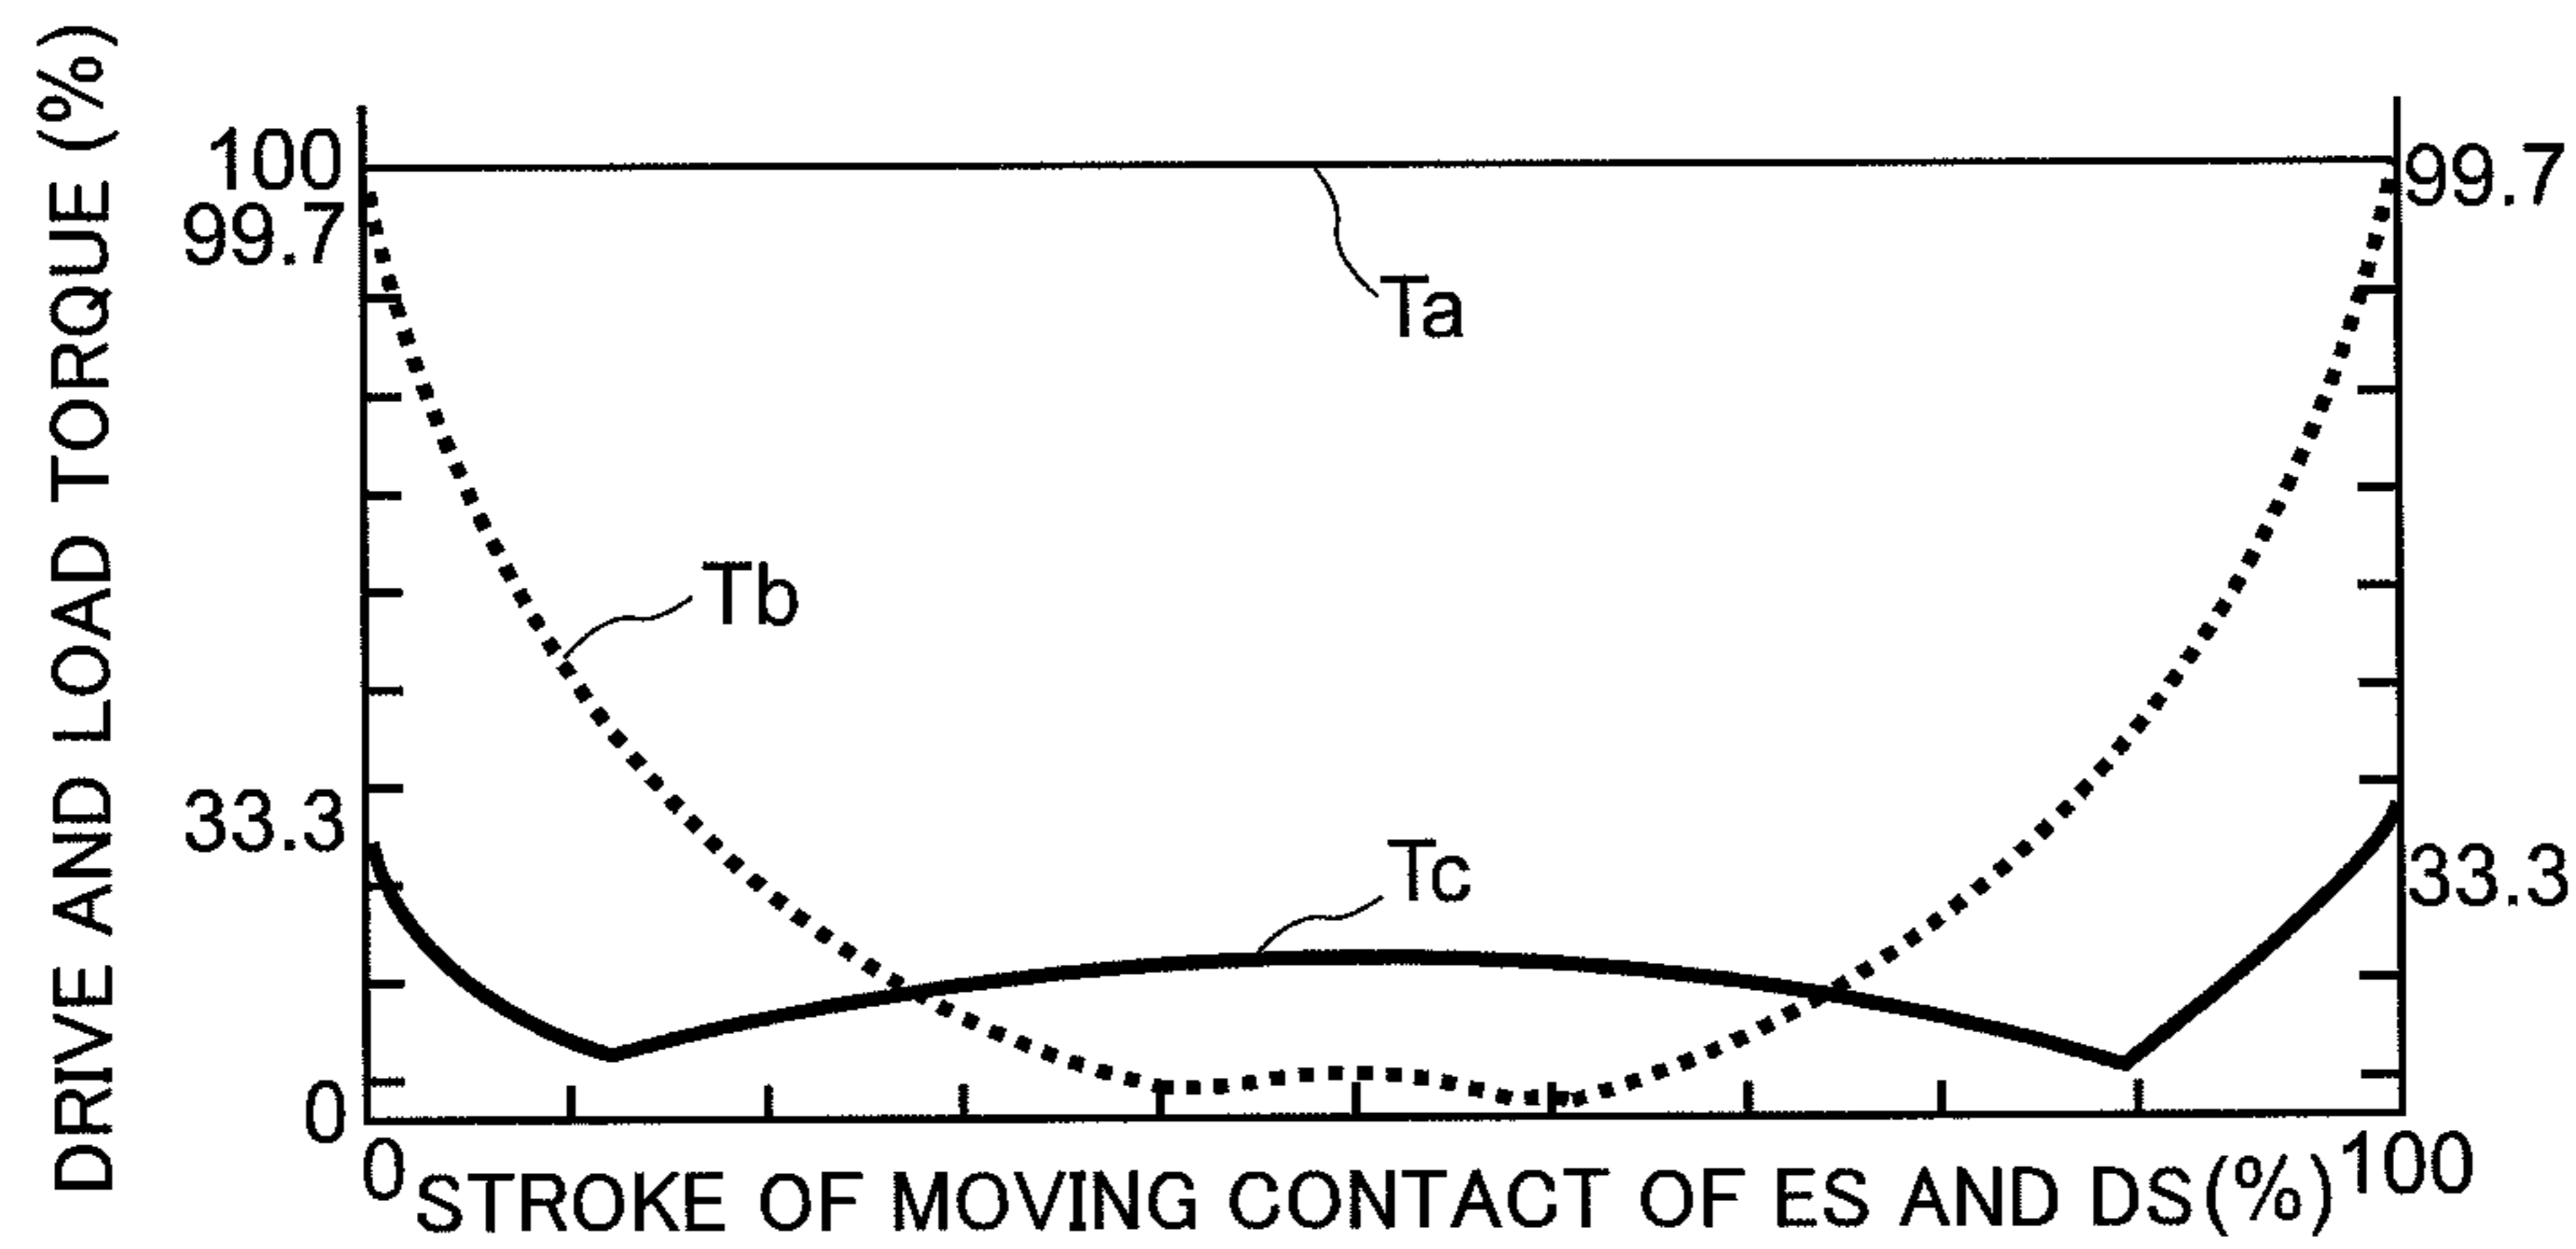 DRIVE AND LOAD TORQUE (%)
100
99.7
99.7
Ta
Tb
33.3
Tc
33.3
0
0
STROKE OF MOVING CONTACT OF ES AND DS(%)
100